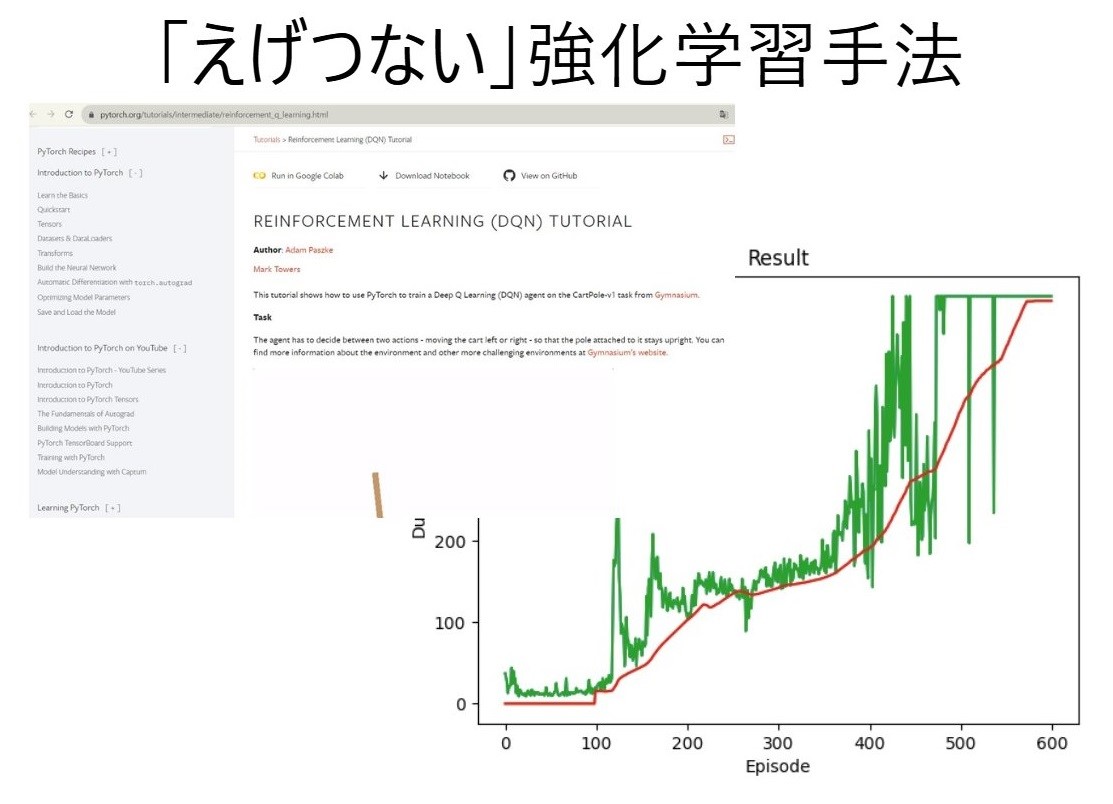 「えげつない」強化学習手法
pytorch.org/tutorials/intermediate/reinforcement_q_learning.html
PyTorch Recipes [ + ]
Introduction to PyTorch [ - ]
Learn the Basics
Quickstart
Tensors
Datasets & DataLoaders
Transforms
Build the Neural Network
Automatic Differentiation with torch.autograd
Optimizing Model Parameters
Save and Load the Model
Introduction to PyTorch on YouTube [ - ]
Introduction to PyTorch - YouTube Series
Introduction to PyTorch
Introduction to PyTorch Tensors
The Fundamentals of Autograd
Building Models with PyTorch
PyTorch TensorBoard Support
Training with PyTorch
Model Understanding with Captum
Learning PyTorch [ + ]
Tutorials > Reinforcement Learning (DQN) Tutorial
Run in Google Colab
Download Notebook
View on GitHub
REINFORCEMENT LEARNING (DQN) TUTORIAL
Author: Adam Paszke
Mark Towers
This tutorial shows how to use PyTorch to train a Deep Q Learning (DQN) agent on the CartPole-v1 task from Gymnasium.
Task
The agent has to decide between two actions - moving the cart left or right - so that the pole attached to it stays upright. You can
find more information about the environment and other more challenging environments at Gymnasium's website.
Result
Du
200
100
0
0 100 200 300 400 500 600
Episode